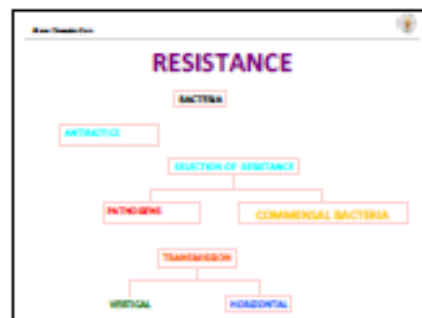 RESISTANCE
BACTERIA
ANTIBIOTICS
SELECTION OF RESISTANCE
PATHOGENS
COMMENSAL BACTERIA
TRANSMISSION
VERTICAL
HORIZONTAL